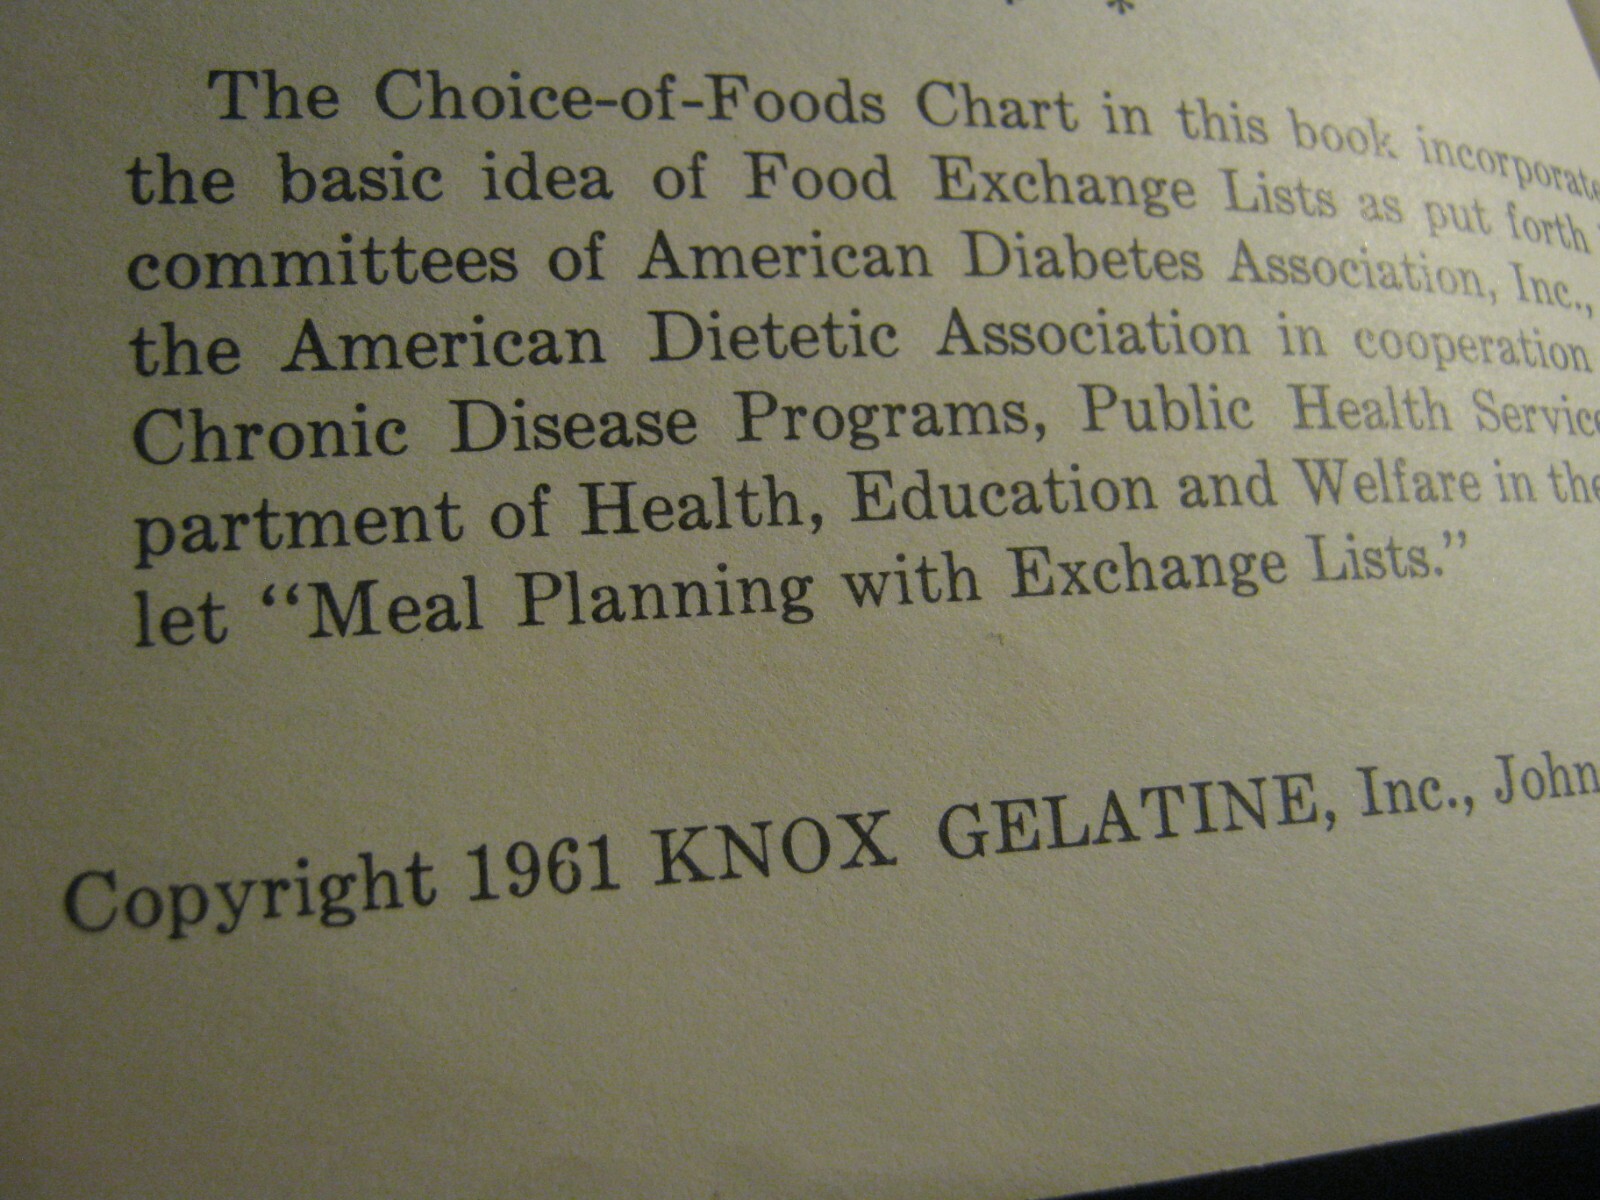 *
The Choice-of-Foods Chart in this book incorporate
the basic idea of Food Exchange Lists as put forth
committees of American Diabetes Association, Inc.,
the American Dietetic Association in cooperation
Chronic Disease Programs, Public Health Service
partment of Health, Education and Welfare in the
let "Meal Planning with Exchange Lists."
Copyright 1961 KNOX GELATINE, Inc., John